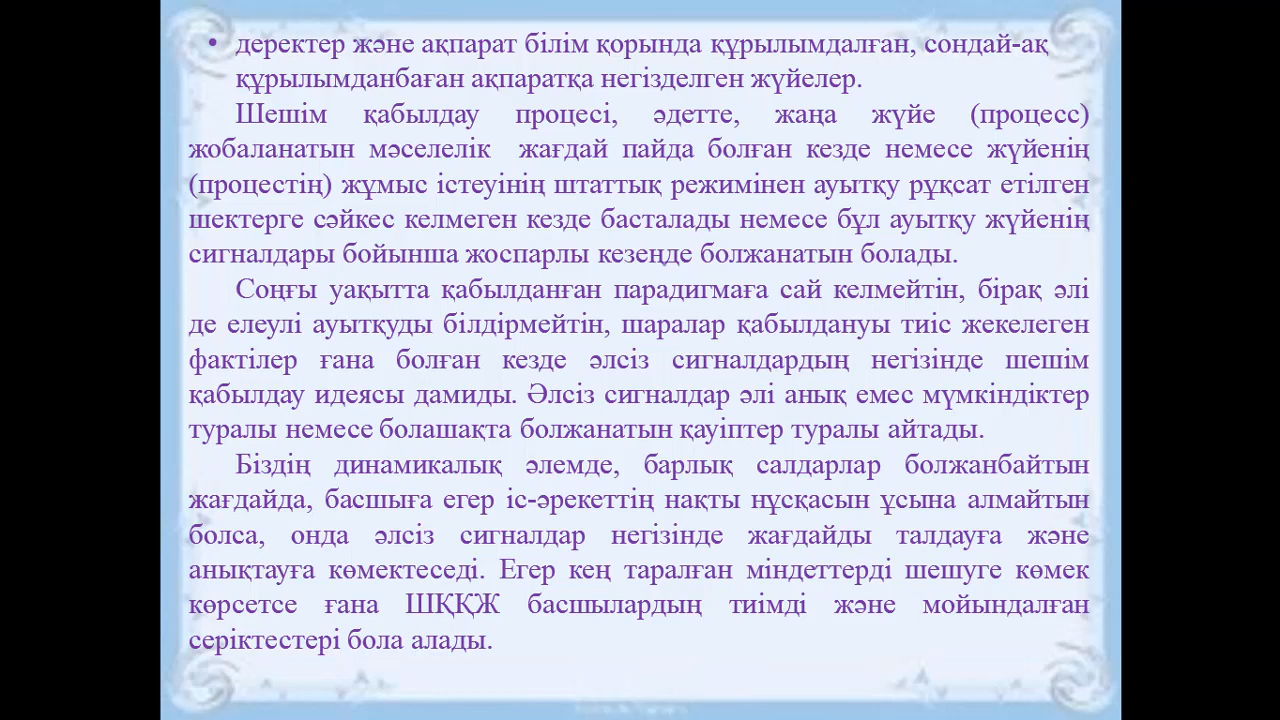 • деректер және ақпарат білім қорында құрылымдалған, сондай-ақ
құрылымданбаған ақпаратқа негізделген жүйелер.
Шешім қабылдау процесі, әдетте, жаңа жүйе (процесс)
жобаланатын мәселелік жағдай пайда болған кезде немесе жүйенің
(процестің) жұмыс істеуінің штаттық режимінен ауытқу рұқсат етілген
шектерге сәйкес келмеген кезде басталады немесе бұл ауытқу жүйенің
сигналдары бойынша жоспарлы кезеңде болжанатын болады.
Соңғы уақытта қабылданған парадигмаға сай келмейтін, бірақ әлі
де елеулі ауытқуды білдірмейтін, шаралар қабылдануы тиіс жекелеген
фактілер ғана болған кезде әлсіз сигналдардың негізінде шешім
қабылдау идеясы дамиды. Әлсіз сигналдар әлі анық емес мүмкіндіктер
туралы немесе болашақта болжанатын қауіптер туралы айтады.
Біздің динамикалық әлемде, барлық салдарлар болжанбайтын
жағдайда, басшыға егер іс-әрекеттің нақты нұсқасын ұсына алмайтын
болса, онда әлсіз сигналдар негізінде жағдайды талдауға және
анықтауға көмектеседі. Егер кең таралған міндеттерді шешуге көмек
көрсетсе ғана ШҚҚЖ басшылардың тиімді және мойындалған
серіктестері бола алады.